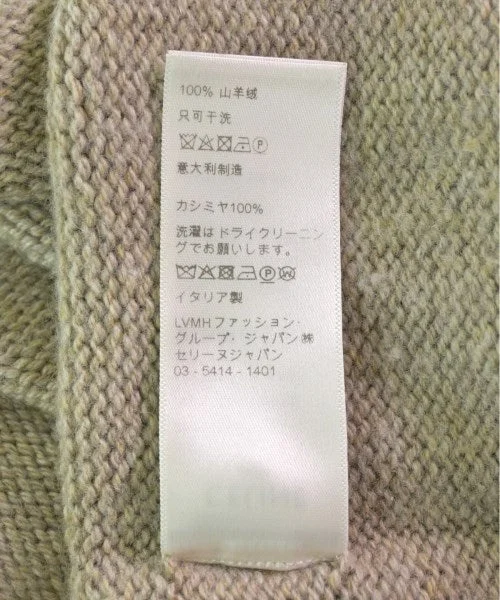 100% 山羊绒
只可干洗
P
意大利制造
カシミヤ100%
洗濯はドライクリーニン
グでお願いします。
P W
イタリア製
LVMHファッション・
グループ・ジャパン㈱
セリーヌジャパン
03 - 5414 - 1401